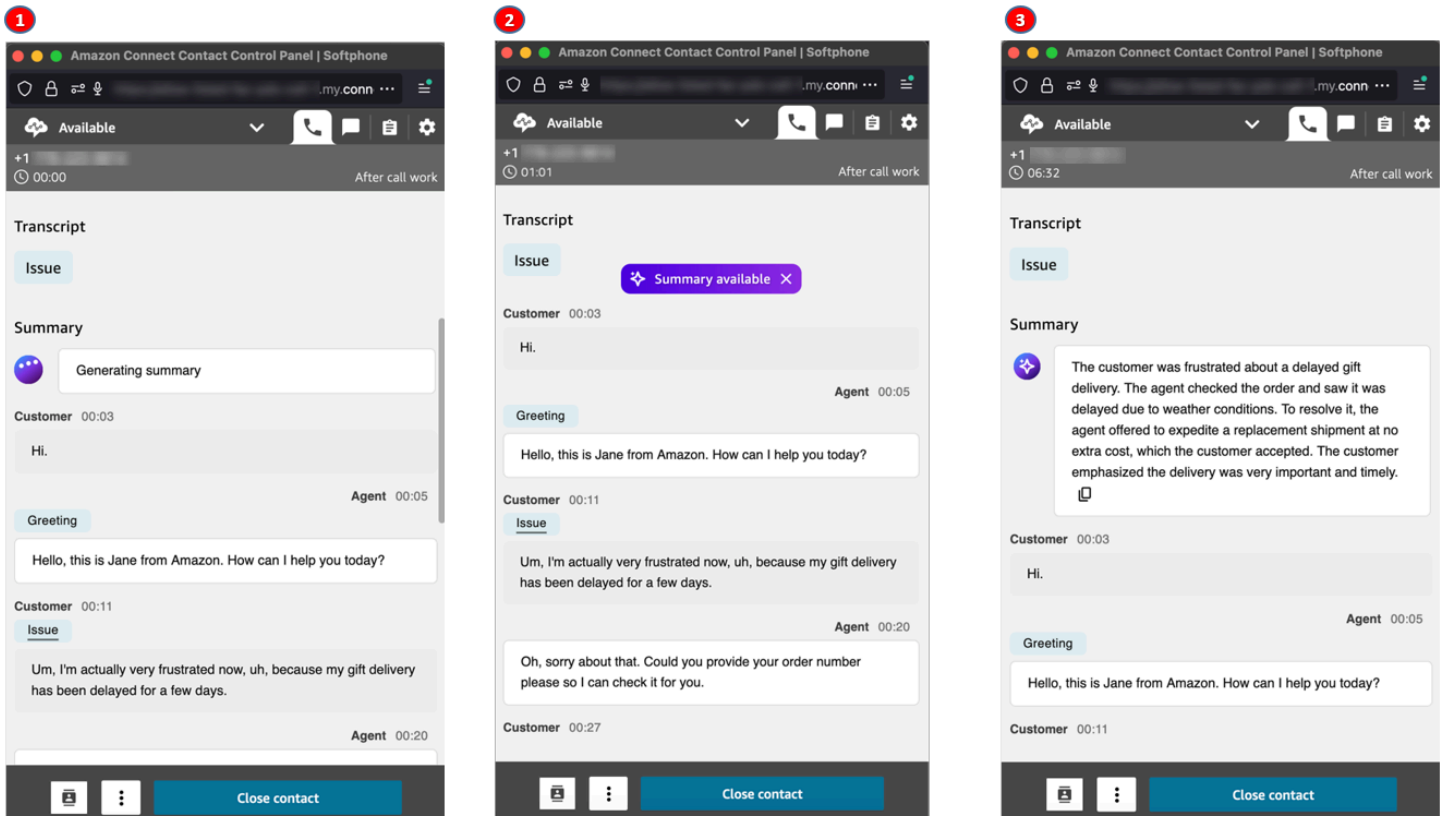 1
Amazon Connect Contact Control Panel | Softphone
.my.conn
Available
+1
00:00
After call work
Transcript
Issue
Summary
Generating summary
Customer 00:03
Hi.
Agent 00:05
Greeting
Hello, this is Jane from Amazon. How can I help you today?
Customer 00:11
Issue
Um, I'm actually very frustrated now, uh, because my gift delivery
has been delayed for a few days.
Agent 00:20
Close contact
2
Amazon Connect Contact Control Panel | Softphone
.my.conn
Available
+1
01:01
After call work
Transcript
Issue
Summary available
Customer 00:03
Hi.
Agent 00:05
Greeting
Hello, this is Jane from Amazon. How can I help you today?
Customer 00:11
Issue
Um, I'm actually very frustrated now, uh, because my gift delivery
has been delayed for a few days.
Agent 00:20
Oh, sorry about that. Could you provide your order number
please so I can check it for you.
Customer 00:27
Close contact
3
Amazon Connect Contact Control Panel | Softphone
.my.conn
Available
+1
06:32
After call work
Transcript
Issue
Summary
The customer was frustrated about a delayed gift
delivery. The agent checked the order and saw it was
delayed due to weather conditions. To resolve it, the
agent offered to expedite a replacement shipment at no
extra cost, which the customer accepted. The customer
emphasized the delivery was very important and timely.
Customer 00:03
Hi.
Agent 00:05
Greeting
Hello, this is Jane from Amazon. How can I help you today?
Customer 00:11
Close contact